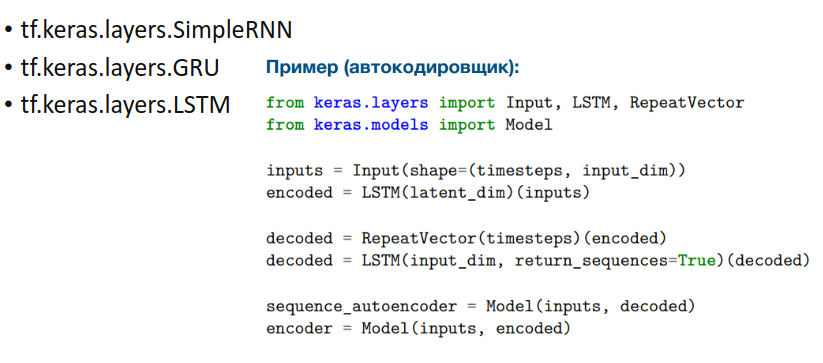 • tf.keras.layers.SimpleRNN
• tf.keras.layers.GRU
• tf.keras.layers.LSTM
Пример (автокодировщик):
from keras.layers import Input, LSTM, RepeatVector
from keras.models import Model
inputs = Input(shape=(timesteps, input_dim))
encoded = LSTM(latent_dim)(inputs)
decoded = RepeatVector(timesteps)(encoded)
decoded = LSTM(input_dim, return_sequences=True)(decoded)
sequence_autoencoder = Model(inputs, decoded)
encoder = Model(inputs, encoded)